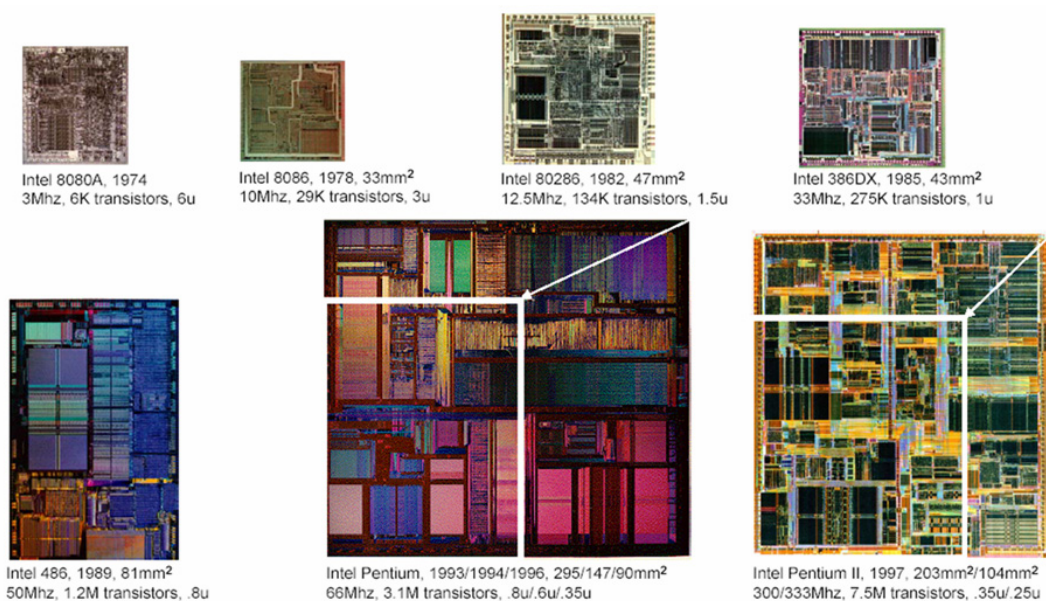 Intel 8080A, 1974
3Mhz, 6K transistors, 6u
Intel 8086, 1978, 33mm²
10Mhz, 29K transistors, 3u
Intel 80286, 1982, 47mm²
12.5Mhz, 134K transistors, 1.5u
Intel 386DX, 1985, 43mm²
33Mhz, 275K transistors, 1u
Intel 486, 1989, 81mm²
50Mhz, 1.2M transistors, .8u
Intel Pentium, 1993/1994/1996, 295/147/90mm²
66Mhz, 3.1M transistors, .8u/.6u/.35u
Intel Pentium II, 1997, 203mm²/104mm²
300/333Mhz, 7.5M transistors, .35u/.25u